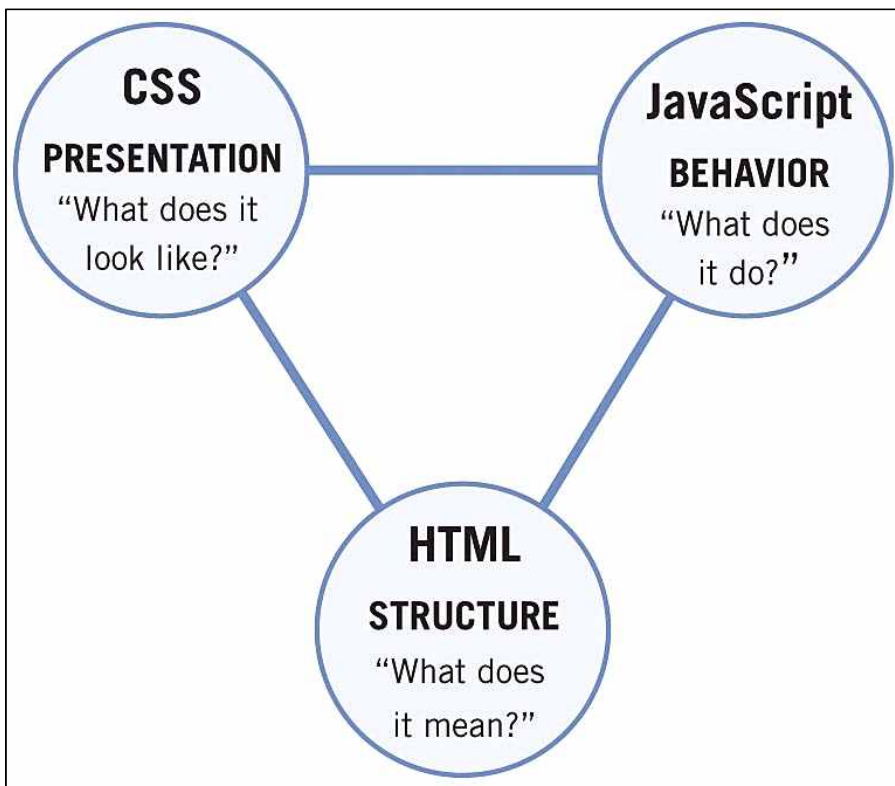 CSS
PRESENTATION
“What does it
look like?”
JavaScript
BEHAVIOR
“What does
it do?”
HTML
STRUCTURE
“What does
it mean?”